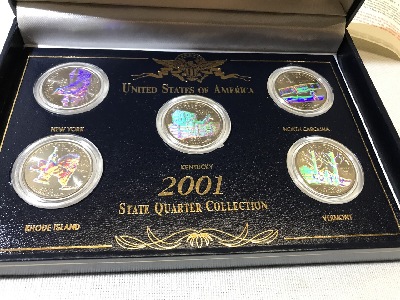 UNITED STATES OF AMERICA
NEW YORK
NORTH CAROLINA
KENTUCKY
2001
STATE QUARTER COLLECTION
RHODE ISLAND
VERMONT